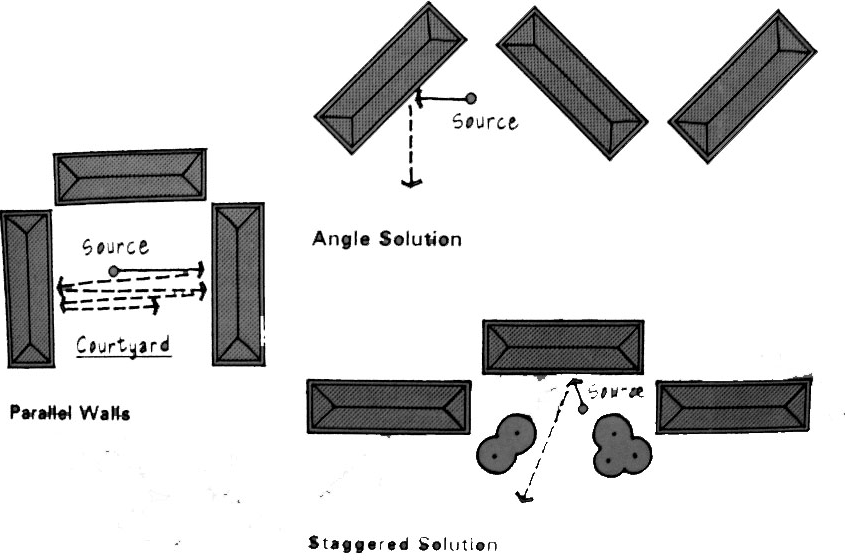 Source
Angle Solution
Source
Courtyard
Parallel Walls
Source
Staggered Solution